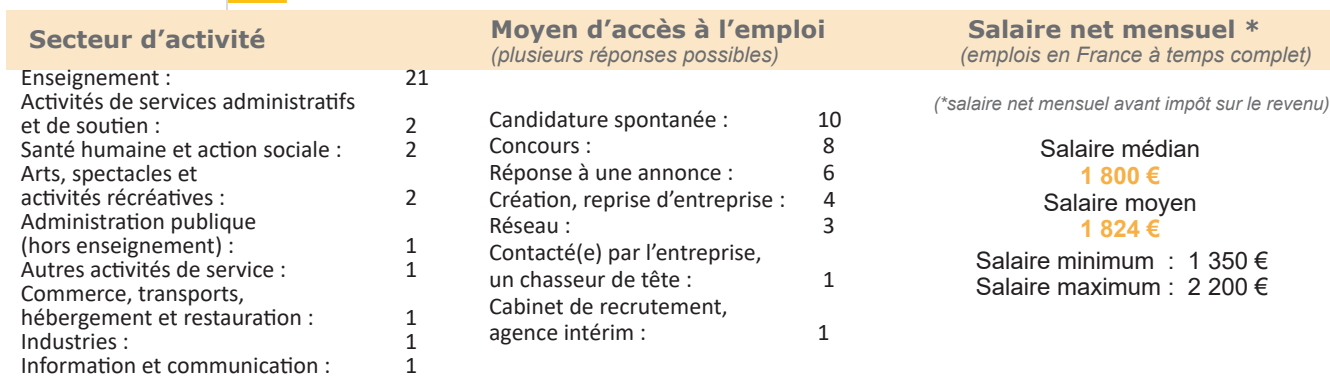 Secteur d’activité
Enseignement : 21
Activités de services administratifs
et de soutien : 2
Santé humaine et action sociale : 2
Arts, spectacles et
activités récréatives : 2
Administration publique
(hors enseignement) : 1
Autres activités de service : 1
Commerce, transports,
hébergement et restauration : 1
Industries : 1
Information et communication : 1
Moyen d’accès à l’emploi
(plusieurs réponses possibles)
Candidature spontanée : 10
Concours : 8
Réponse à une annonce : 6
Création, reprise d’entreprise : 4
Réseau : 3
Contacté(e) par l’entreprise,
un chasseur de tête : 1
Cabinet de recrutement,
agence intérim : 1
Salaire net mensuel *
(emplois en France à temps complet)
(*salaire net mensuel avant impôt sur le revenu)
Salaire médian
1 800 €
Salaire moyen
1 824 €
Salaire minimum : 1 350 €
Salaire maximum : 2 200 €